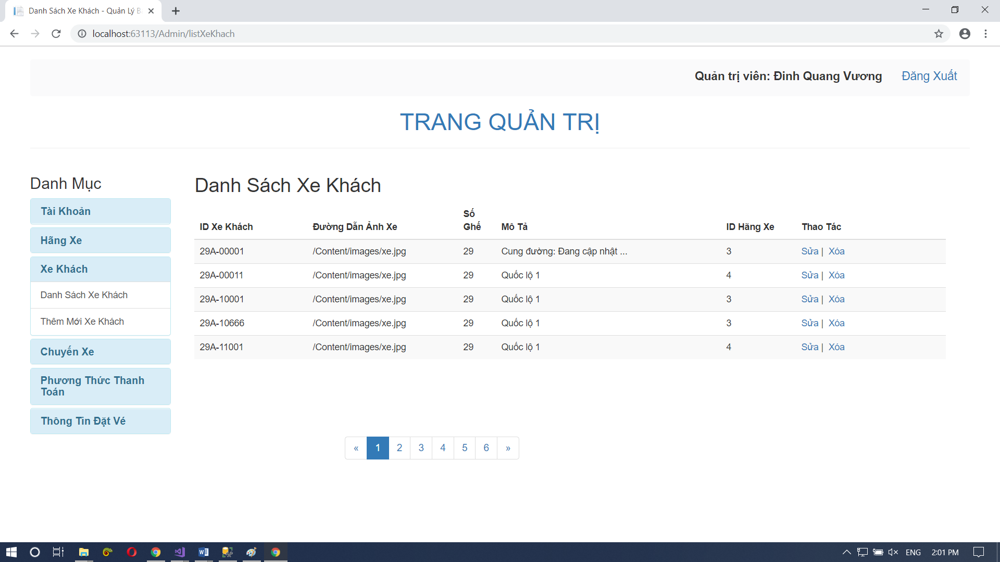 Danh Sách Xe Khách - Quản Lý B
localhost:63113/Admin/listXeKhach
Quản trị viên: Đinh Quang Vương Đăng Xuất
TRANG QUẢN TRỊ
Danh Mục
Tài Khoản
Hãng Xe
Xe Khách
Danh Sách Xe Khách
Thêm Mới Xe Khách
Chuyến Xe
Phương Thức Thanh
Toán
Thông Tin Đặt Vé
Danh Sách Xe Khách
ID Xe Khách Đường Dẫn Ảnh Xe Số Ghế Mô Tả ID Hãng Xe Thao Tác
29A-00001 /Content/images/xe.jpg 29 Cung đường: Đang cập nhật ... 3 Sửa | Xóa
29A-00011 /Content/images/xe.jpg 29 Quốc lộ 1 4 Sửa | Xóa
29A-10001 /Content/images/xe.jpg 29 Quốc lộ 1 3 Sửa | Xóa
29A-10666 /Content/images/xe.jpg 29 Quốc lộ 1 3 Sửa | Xóa
29A-11001 /Content/images/xe.jpg 29 Quốc lộ 1 4 Sửa | Xóa
« 1 2 3 4 5 6 »
ENG 2:01 PM